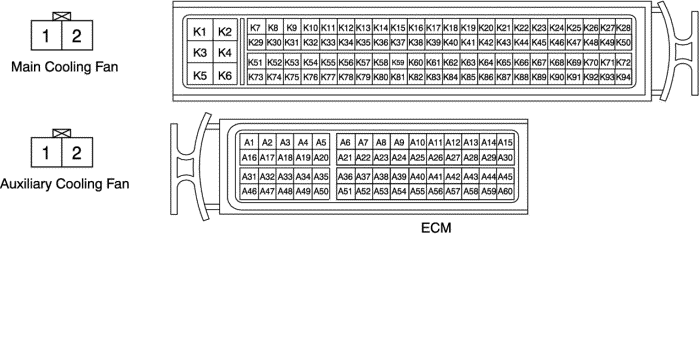 1 2
Main Cooling Fan
K1 K2
K3 K4
K5 K6
K7 K8 K9 K10 K11 K12 K13 K14 K15 K16 K17 K18 K19 K20 K21 K22 K23 K24 K25 K26 K27 K28
K29 K30 K31 K32 K33 K34 K35 K36 K37 K38 K39 K40 K41 K42 K43 K44 K45 K46 K47 K48 K49 K50
K51 K52 K53 K54 K55 K56 K57 K58 K59 K60 K61 K62 K63 K64 K65 K66 K67 K68 K69 K70 K71 K72
K73 K74 K75 K76 K77 K78 K79 K80 K81 K82 K83 K84 K85 K86 K87 K88 K89 K90 K91 K92 K93 K94
1 2
Auxiliary Cooling Fan
A1 A2 A3 A4 A5 A6 A7 A8 A9 A10 A11 A12 A13 A14 A15
A16 A17 A18 A19 A20 A21 A22 A23 A24 A25 A26 A27 A28 A29 A30
A31 A32 A33 A34 A35 A36 A37 A38 A39 A40 A41 A42 A43 A44 A45
A46 A47 A48 A49 A50 A51 A52 A53 A54 A55 A56 A57 A58 A59 A60
ECM